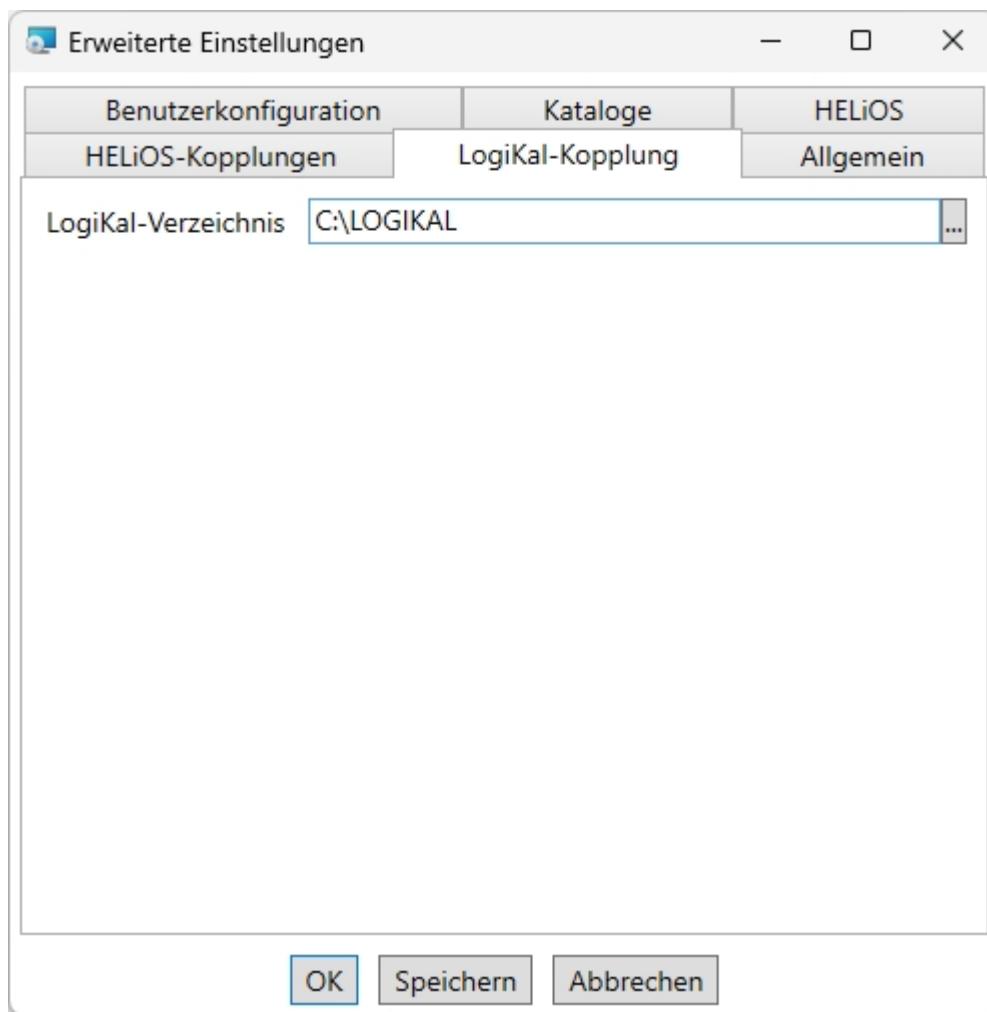 Erweiterte Einstellungen
Benutzerkonfiguration Kataloge HELiOS
HELiOS-Kopplungen LogiKal-Kopplung Allgemein
LogiKal-Verzeichnis C:\LOGIKAL ...
OK Speichern Abbrechen